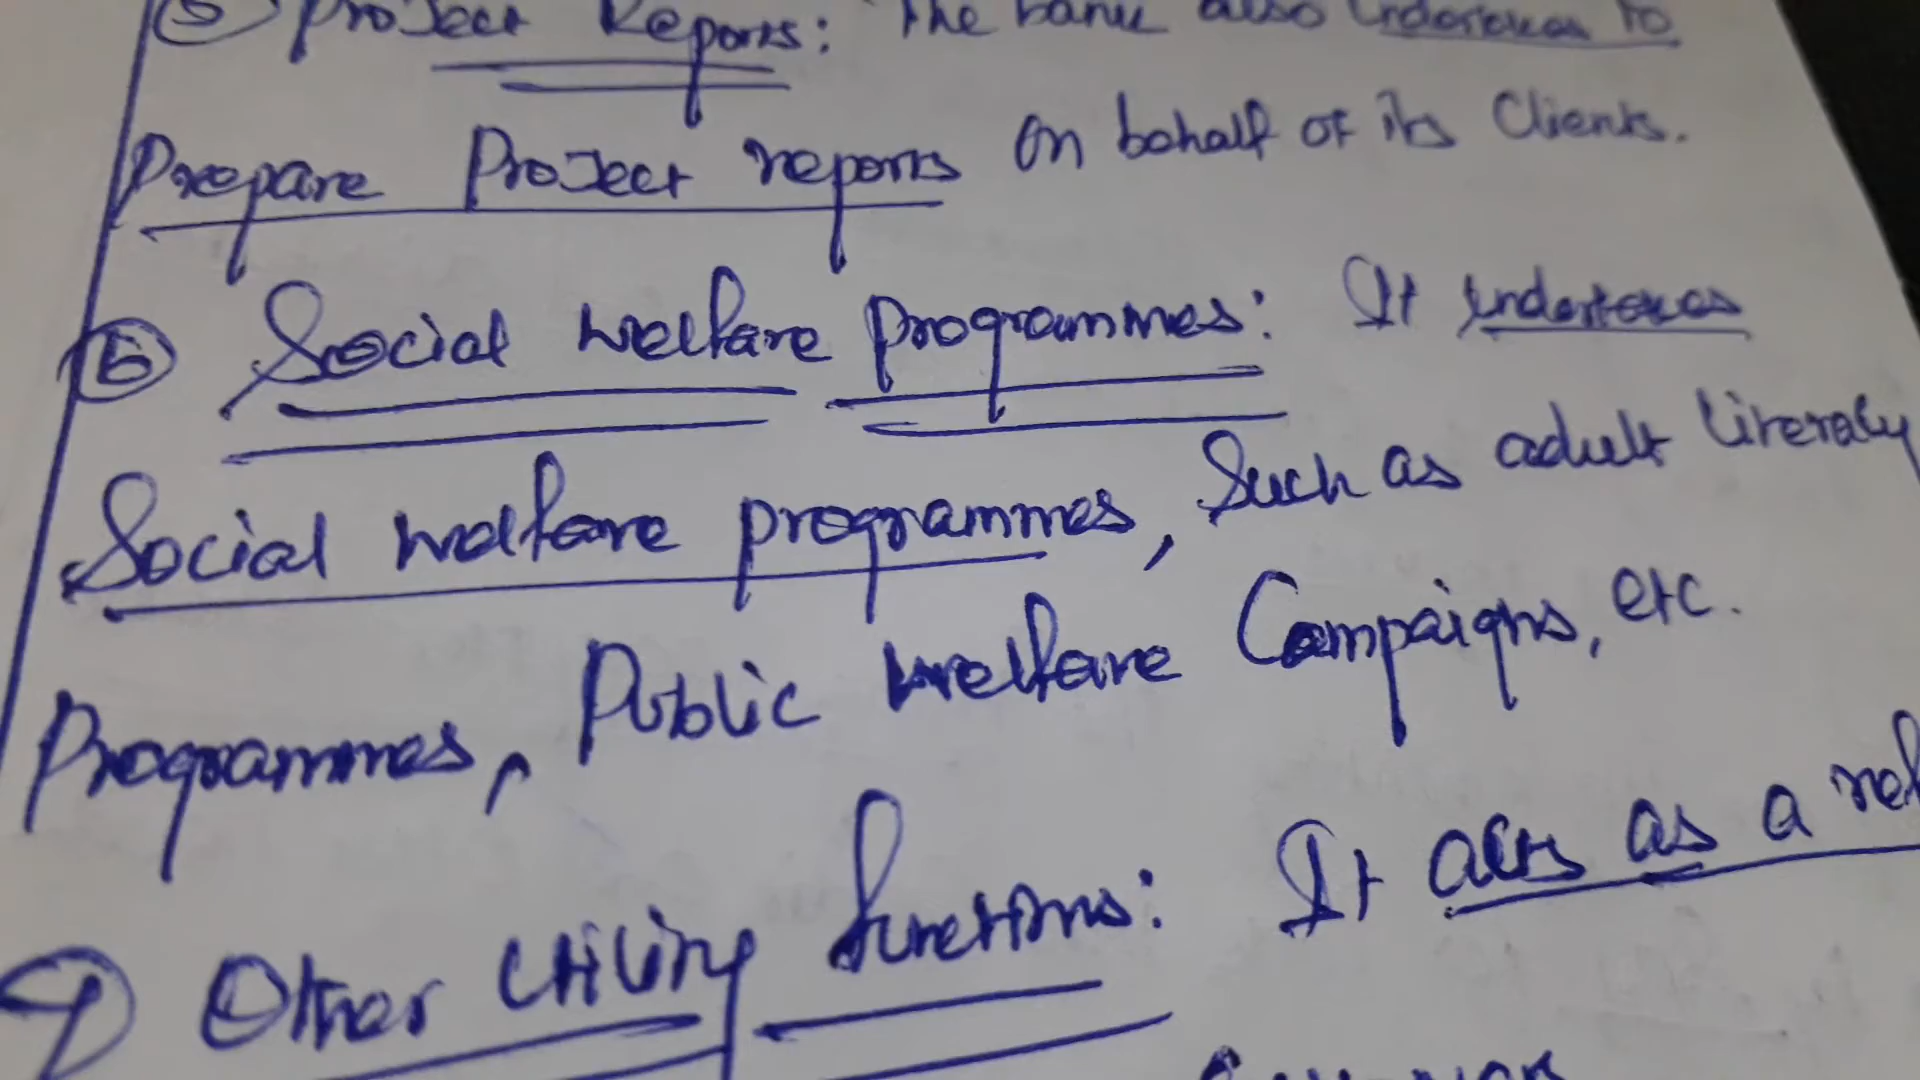 5 Project Reports: The bank also undertakes to
Prepare Project reports on behalf of its Clients.
6 Social welfare programmes: It undertakes
Social welfare programmes, Such as adult literacy
Programmes, Public welfare Campaigns, etc.
7 Other Utility functions: It acts as a